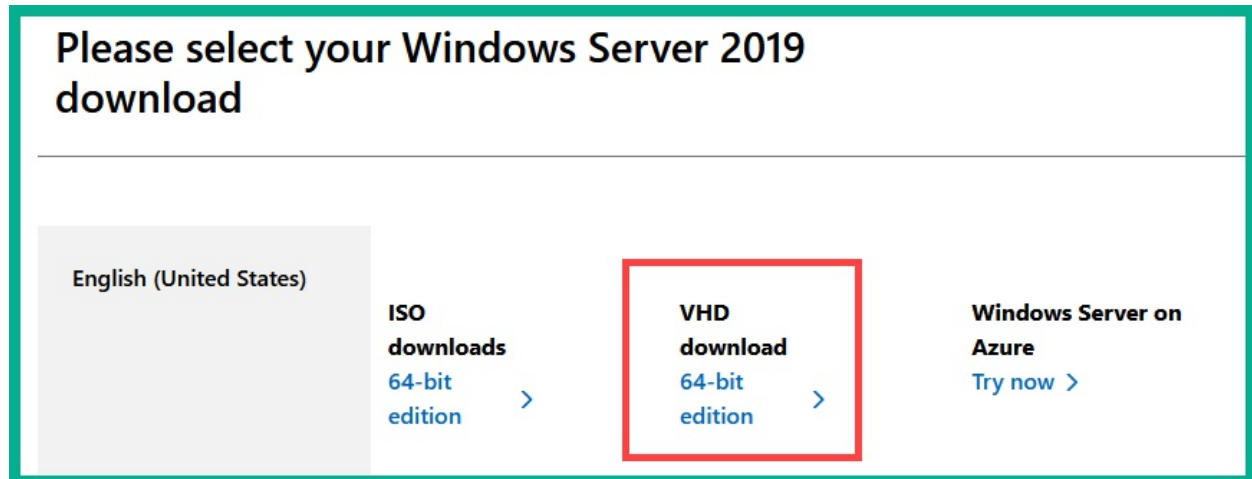 Please select your Windows Server 2019
download
English (United States)
ISO
downloads
64-bit
edition
VHD
download
64-bit
edition
Windows Server on
Azure
Try now